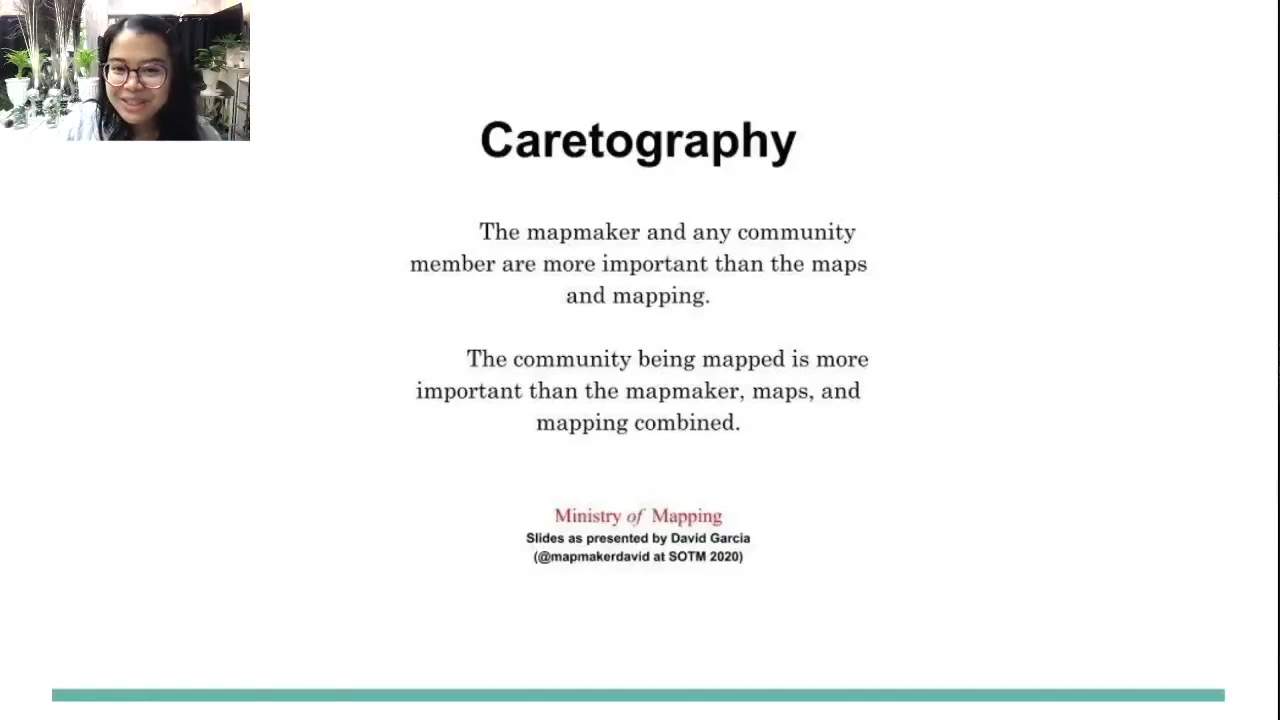 Caretography
The mapmaker and any community
member are more important than the maps
and mapping.
The community being mapped is more
important than the mapmaker, maps, and
mapping combined.
Ministry of Mapping
Slides as presented by David Garcia
(@mapmakerdavid at SOTM 2020)